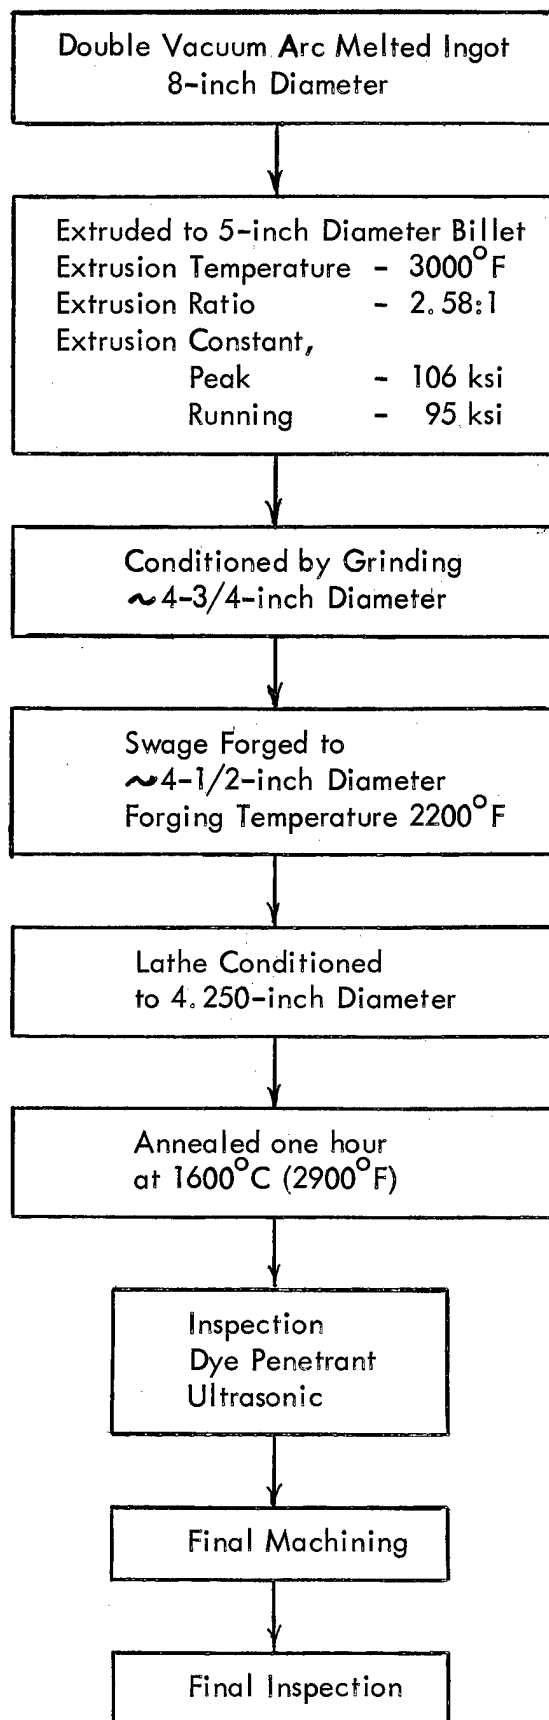 Double Vacuum Arc Melted Ingot
8-inch Diameter
Extruded to 5-inch Diameter Billet
Extrusion Temperature - 3000°F
Extrusion Ratio - 2.58:1
Extrusion Constant,
Peak - 106 ksi
Running - 95 ksi
Conditioned by Grinding
~4-3/4-inch Diameter
Swage Forged to
~4-1/2-inch Diameter
Forging Temperature 2200°F
Lathe Conditioned
to 4.250-inch Diameter
Annealed one hour
at 1600°C (2900°F)
Inspection
Dye Penetrant
Ultrasonic
Final Machining
Final Inspection